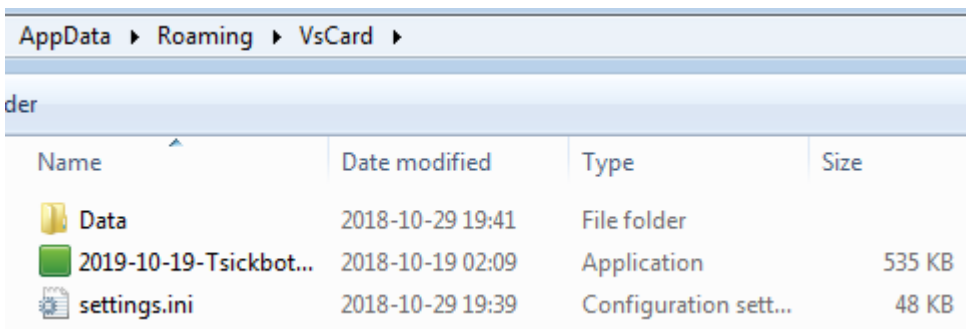 AppData Roaming VsCard
der
Name Date modified Type Size
Data 2018-10-29 19:41 File folder
2019-10-19-Tsickbot... 2018-10-19 02:09 Application 535 KB
settings.ini 2018-10-29 19:39 Configuration sett... 48 KB